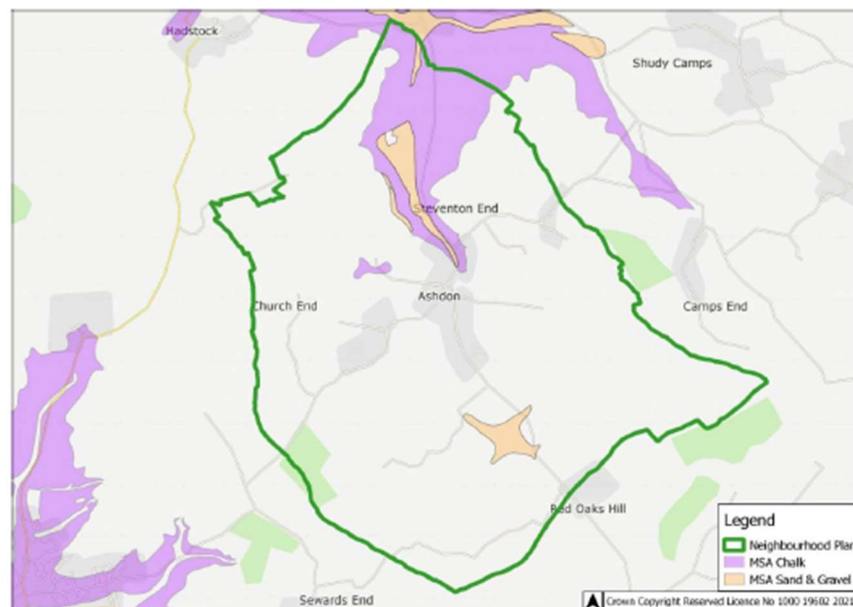 Hadstock
Shudy Camps
Steventon End
Ashdon
Church End
Camps End
Red Oaks Hill
Sewards End
Legend
Neighbourhood Plan
MSA Chalk
MSA Sand & Gravel
Crown Copyright Reserved Licence No 1000 19602 2021